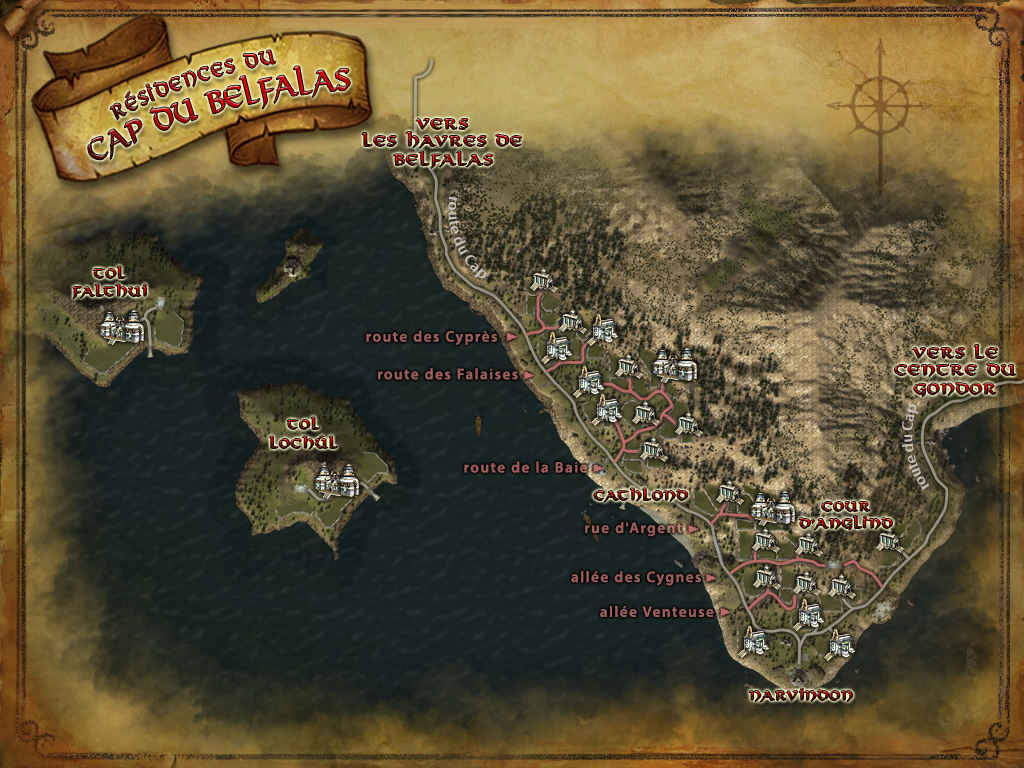 Résidences du
Cap du Belfalas
vers
les Havres de
Belfalas
route du Cap
Tol
Falthui
route des Cyprès
route des Falaises
vers le
centre du
Gondor
route du Cap
Tol
Lochûl
route de la Baie
Cathlond
Cour
d'Anglind
rue d'Argent
allée des Cygnes
allée Venteuse
Narvindon